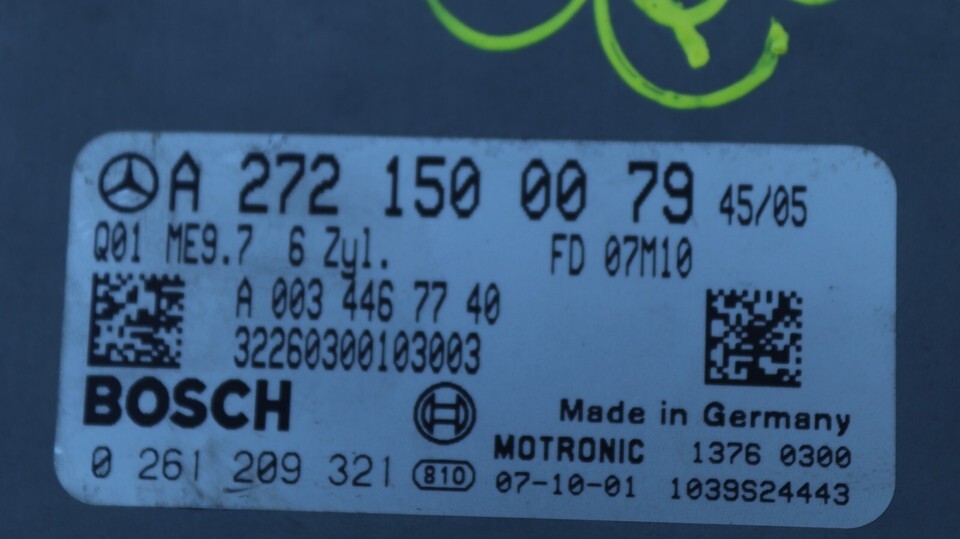 A 272 150 00 79 45/05
Q01 ME9.7 6 Zyl. FD 07M10
A 003 446 77 40
32260300103003
BOSCH
Made in Germany
MOTRONIC 1376 0300
0 261 209 321 810 07-10-01 1039S24443